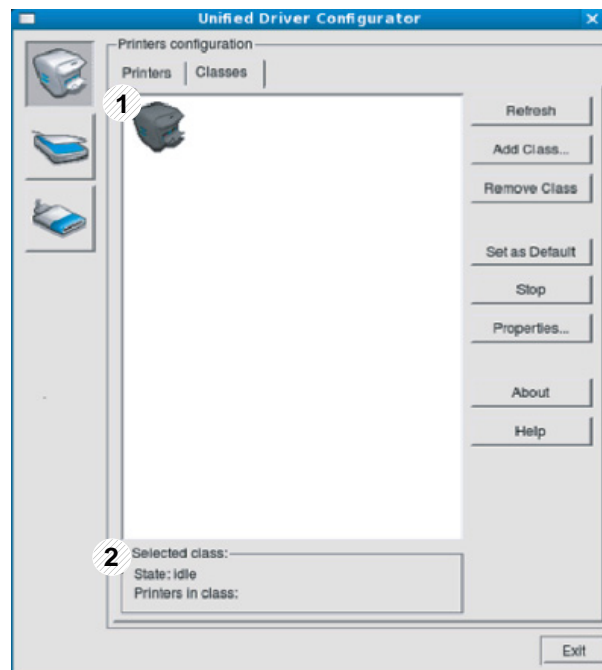 Unified Driver Configurator
Printers configuration
Printers
Classes
1
Refresh
Add Class...
Remove Class
Set as Default
Stop
Properties...
About
Help
2
Selected class:
State: idle
Printers in class:
Exit